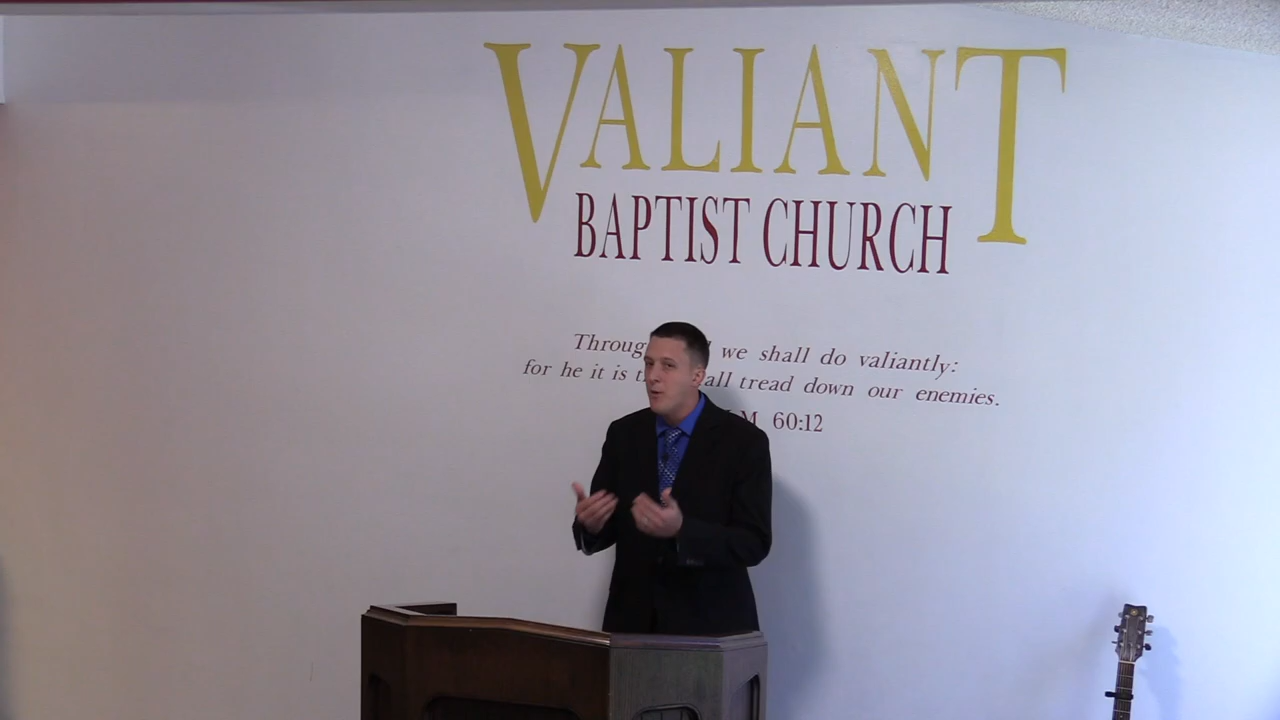 VALIANT
BAPTIST CHURCH
Throug we shall do valiantly:
for he it is all tread down our enemies.
M 60:12